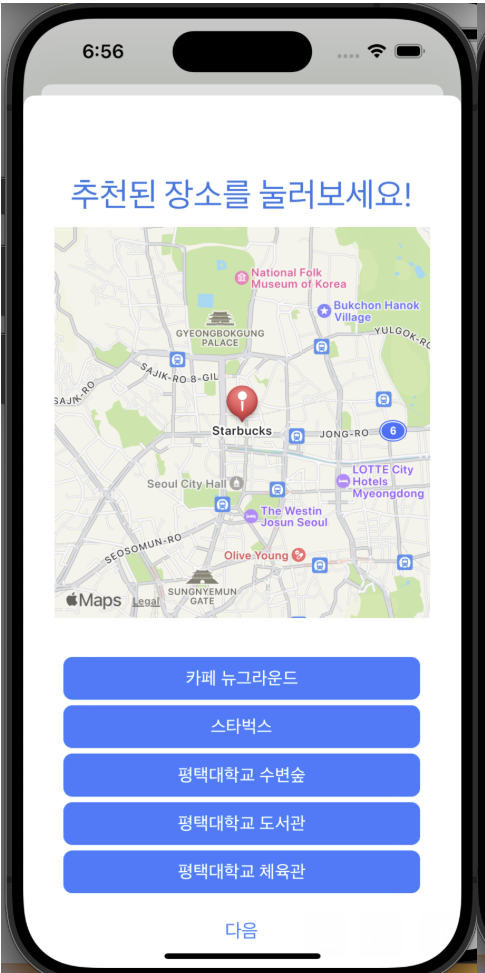 6:56
추천된 장소를 눌러보세요!
National Folk
Museum of Korea
Bukchon Hanok
Village
GYEONGBOKGUNG
PALACE
YULGOK-RO
SAJIK-RO 8-GIL
SAJIK-RO
Starbucks
JONG-RO
6
LOTTE City
Hotels
Myeongdong
Seoul City Hall
The Westin
Josun Seoul
SEOSOMUN-RO
Olive Young
SUNGNYEMUN
GATE
Maps
Legal
카페 뉴그라운드
스타벅스
평택대학교 수변숲
평택대학교 도서관
평택대학교 체육관
다음